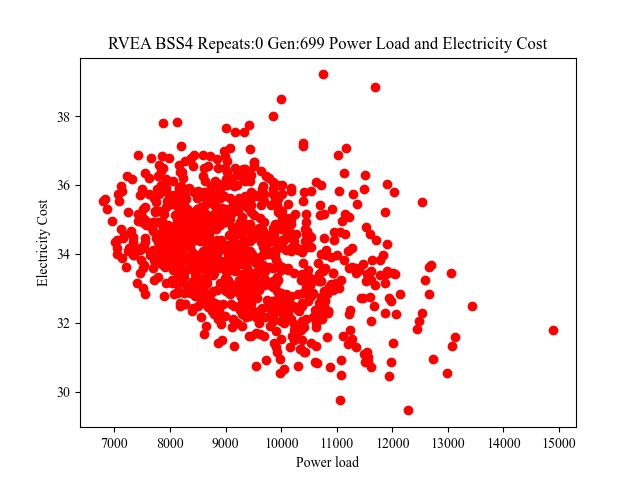 RVEA BSS4 Repeats:0 Gen:699 Power Load and Electricity Cost
38
36
34
32
30
Electricity Cost
7000 8000 9000 10000 11000 12000 13000 14000 15000
Power load